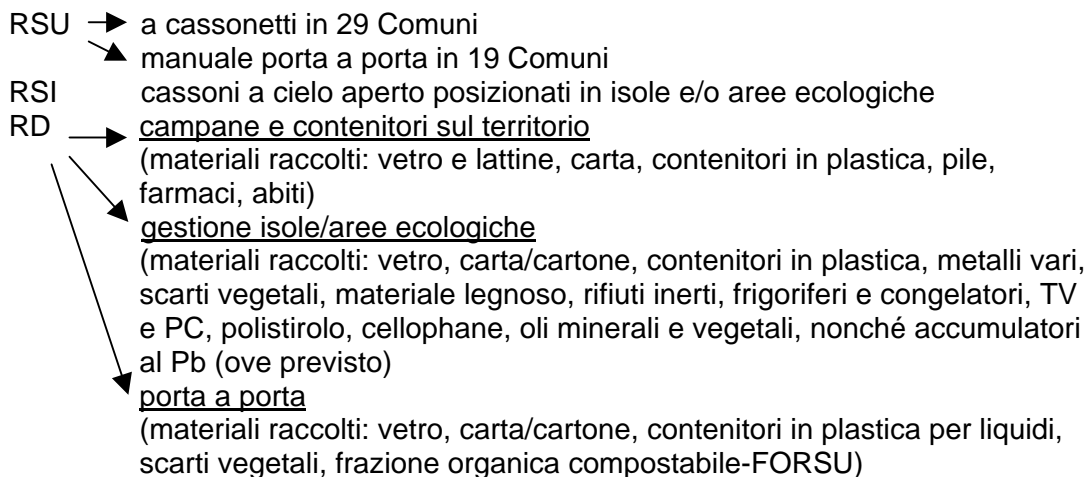 RSU a cassonetti in 29 Comuni
manuale porta a porta in 19 Comuni
RSI cassoni a cielo aperto posizionati in isole e/o aree ecologiche
RD campane e contenitori sul territorio
(materiali raccolti: vetro e lattine, carta, contenitori in plastica, pile,
farmaci, abiti)
gestione isole/aree ecologiche
(materiali raccolti: vetro, carta/cartone, contenitori in plastica, metalli vari,
scarti vegetali, materiale legnoso, rifiuti inerti, frigoriferi e congelatori, TV
e PC, polistirolo, cellophane, oli minerali e vegetali, nonché accumulatori
al Pb (ove previsto)
porta a porta
(materiali raccolti: vetro, carta/cartone, contenitori in plastica per liquidi,
scarti vegetali, frazione organica compostabile-FORSU)